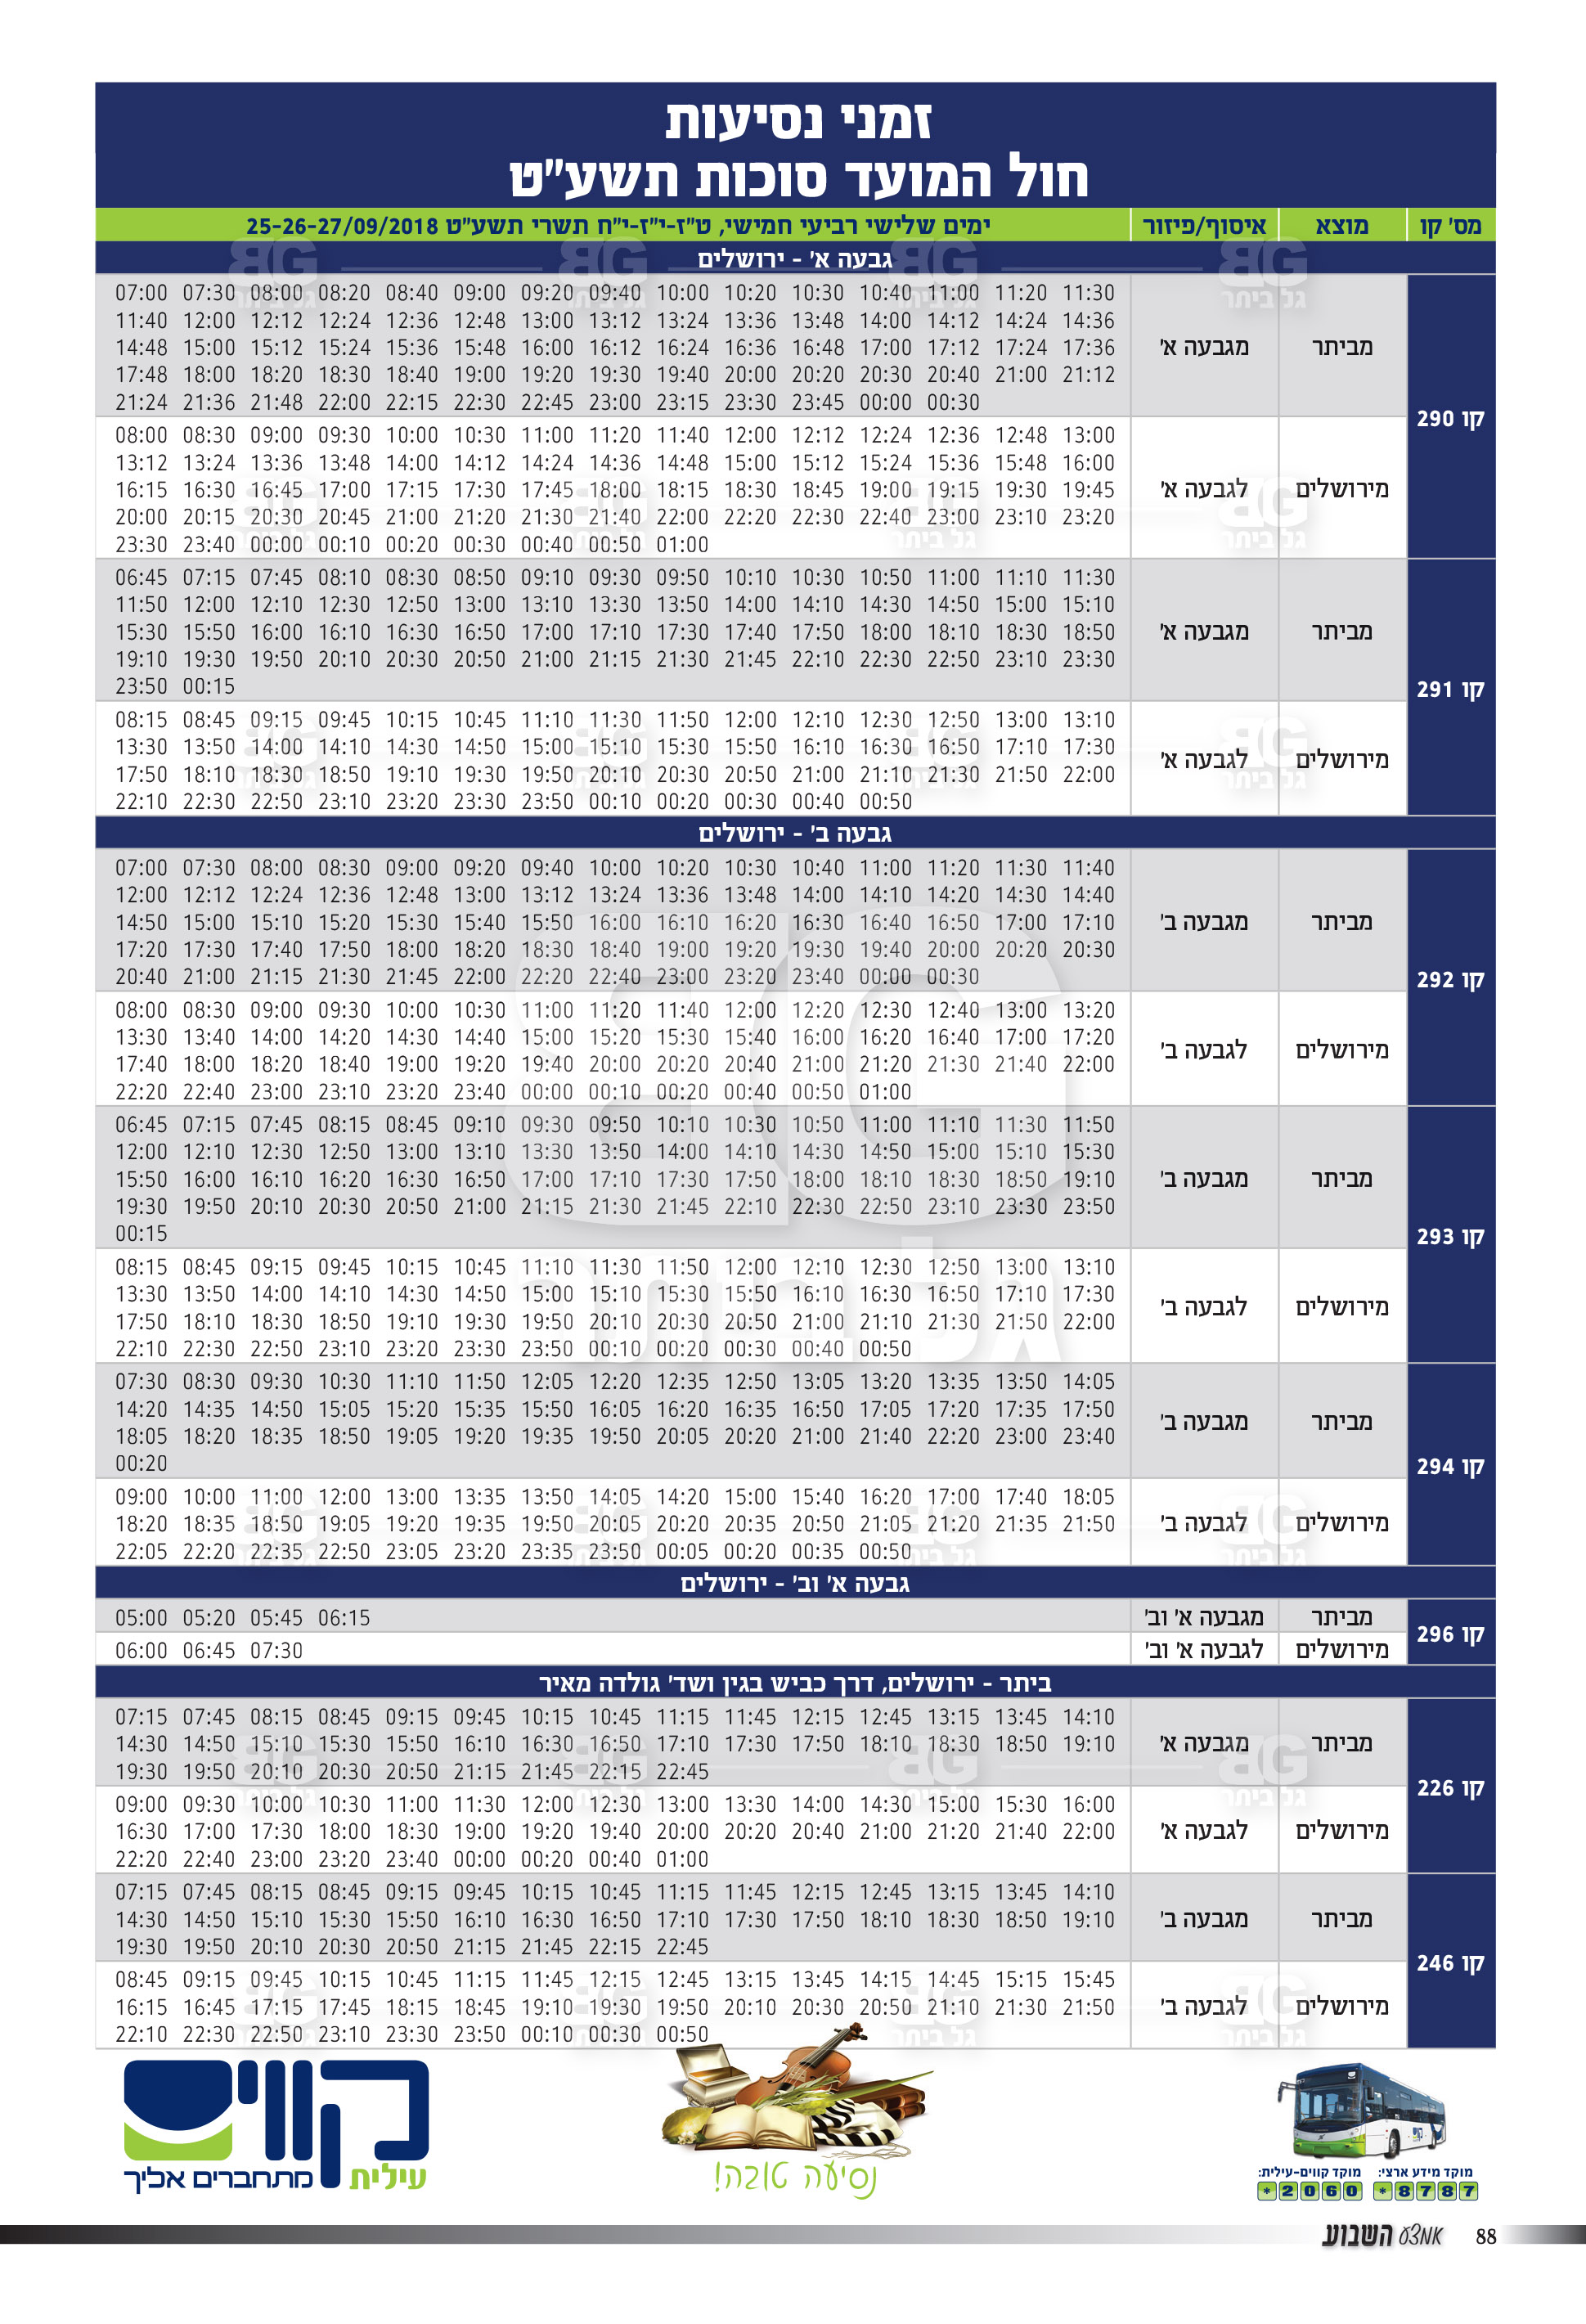 זמני נסיעות
חול המועד סוכות תשע"ט
מס' קו מוצא איסוף/פיזור ימים שלישי רביעי חמישי, ט"ז-י"ז-י"ח תשרי תשע"ט 25-26-27/09/2018
גבעה א' - ירושלים
קו 290
מביתר מגבעה א'
07:00 07:30 08:00 08:20 08:40 09:00 09:20 09:40 10:00 10:20 10:30 10:40 11:00 11:20 11:30
11:40 12:00 12:12 12:24 12:36 12:48 13:00 13:12 13:24 13:36 13:48 14:00 14:12 14:24 14:36
14:48 15:00 15:12 15:24 15:36 15:48 16:00 16:12 16:24 16:36 16:48 17:00 17:12 17:24 17:36
17:48 18:00 18:20 18:30 18:40 19:00 19:20 19:30 19:40 20:00 20:20 20:30 20:40 21:00 21:12
21:24 21:36 21:48 22:00 22:15 22:30 22:45 23:00 23:15 23:30 23:45 00:00 00:30
מירושלים לגבעה א'
08:00 08:30 09:00 09:30 10:00 10:30 11:00 11:20 11:40 12:00 12:12 12:24 12:36 12:48 13:00
13:12 13:24 13:36 13:48 14:00 14:12 14:24 14:36 14:48 15:00 15:12 15:24 15:36 15:48 16:00
16:15 16:30 16:45 17:00 17:15 17:30 17:45 18:00 18:15 18:30 18:45 19:00 19:15 19:30 19:45
20:00 20:15 20:30 20:45 21:00 21:20 21:30 21:40 22:00 22:20 22:30 22:40 23:00 23:10 23:20
23:30 23:40 00:00 00:10 00:20 00:30 00:40 00:50 01:00
קו 291
מביתר מגבעה א'
06:45 07:15 07:45 08:10 08:30 08:50 09:10 09:30 09:50 10:10 10:30 10:50 11:00 11:10 11:30
11:50 12:00 12:10 12:30 12:50 13:00 13:10 13:30 13:50 14:00 14:10 14:30 14:50 15:00 15:10
15:30 15:50 16:00 16:10 16:30 16:50 17:00 17:10 17:30 17:40 17:50 18:00 18:10 18:30 18:50
19:10 19:30 19:50 20:10 20:30 20:50 21:00 21:15 21:30 21:45 22:10 22:30 22:50 23:10 23:30
23:50 00:15
מירושלים לגבעה א'
08:15 08:45 09:15 09:45 10:15 10:45 11:10 11:30 11:50 12:00 12:10 12:30 12:50 13:00 13:10
13:30 13:50 14:00 14:10 14:30 14:50 15:00 15:10 15:30 15:50 16:10 16:30 16:50 17:10 17:30
17:50 18:10 18:30 18:50 19:10 19:30 19:50 20:10 20:30 20:50 21:00 21:10 21:30 21:50 22:00
22:10 22:30 22:50 23:10 23:20 23:30 23:50 00:10 00:20 00:30 00:40 00:50
גבעה ב' - ירושלים
קו 292
מביתר מגבעה ב'
07:00 07:30 08:00 08:30 09:00 09:20 09:40 10:00 10:20 10:30 10:40 11:00 11:20 11:30 11:40
12:00 12:12 12:24 12:36 12:48 13:00 13:12 13:24 13:36 13:48 14:00 14:10 14:20 14:30 14:40
14:50 15:00 15:10 15:20 15:30 15:40 15:50 16:00 16:10 16:20 16:30 16:40 16:50 17:00 17:10
17:20 17:30 17:40 17:50 18:00 18:20 18:30 18:40 19:00 19:20 19:30 19:40 20:00 20:20 20:30
20:40 21:00 21:15 21:30 21:45 22:00 22:20 22:40 23:00 23:20 23:40 00:00 00:30
מירושלים לגבעה ב'
08:00 08:30 09:00 09:30 10:00 10:30 11:00 11:20 11:40 12:00 12:20 12:30 12:40 13:00 13:20
13:30 13:40 14:00 14:20 14:30 14:40 15:00 15:20 15:30 15:40 16:00 16:20 16:40 17:00 17:20
17:40 18:00 18:20 18:40 19:00 19:20 19:40 20:00 20:20 20:40 21:00 21:20 21:30 21:40 22:00
22:20 22:40 23:00 23:10 23:20 23:40 00:00 00:10 00:20 00:40 00:50 01:00
קו 293
מביתר מגבעה ב'
06:45 07:15 07:45 08:15 08:45 09:10 09:30 09:50 10:10 10:30 10:50 11:00 11:10 11:30 11:50
12:00 12:10 12:30 12:50 13:00 13:10 13:30 13:50 14:00 14:10 14:30 14:50 15:00 15:10 15:30
15:50 16:00 16:10 16:20 16:30 16:50 17:00 17:10 17:30 17:50 18:00 18:10 18:30 18:50 19:10
19:30 19:50 20:10 20:30 20:50 21:00 21:15 21:30 21:45 22:10 22:30 22:50 23:10 23:30 23:50
00:15
מירושלים לגבעה ב'
08:15 08:45 09:15 09:45 10:15 10:45 11:10 11:30 11:50 12:00 12:10 12:30 12:50 13:00 13:10
13:30 13:50 14:00 14:10 14:30 14:50 15:00 15:10 15:30 15:50 16:10 16:30 16:50 17:10 17:30
17:50 18:10 18:30 18:50 19:10 19:30 19:50 20:10 20:30 20:50 21:00 21:10 21:30 21:50 22:00
22:10 22:30 22:50 23:10 23:20 23:30 23:50 00:10 00:20 00:30 00:40 00:50
קו 294
מביתר מגבעה ב'
07:30 08:30 09:30 10:30 11:10 11:50 12:05 12:20 12:35 12:50 13:05 13:20 13:35 13:50 14:05
14:20 14:35 14:50 15:05 15:20 15:35 15:50 16:05 16:20 16:35 16:50 17:05 17:20 17:35 17:50
18:05 18:20 18:35 18:50 19:05 19:20 19:35 19:50 20:05 20:20 21:00 21:40 22:20 23:00 23:40
00:20
מירושלים לגבעה ב'
09:00 10:00 11:00 12:00 13:00 13:35 13:50 14:05 14:20 15:00 15:40 16:20 17:00 17:40 18:05
18:20 18:35 18:50 19:05 19:20 19:35 19:50 20:05 20:20 20:35 20:50 21:05 21:20 21:35 21:50
22:05 22:20 22:35 22:50 23:05 23:20 23:35 23:50 00:05 00:20 00:35 00:50
גבעה א' וב' - ירושלים
קו 296
מביתר מגבעה א' וב' 05:00 05:20 05:45 06:15
מירושלים לגבעה א' וב' 06:00 06:45 07:30
ביתר - ירושלים, דרך כביש בגין ושד' גולדה מאיר
קו 226
מביתר מגבעה א'
07:15 07:45 08:15 08:45 09:15 09:45 10:15 10:45 11:15 11:45 12:15 12:45 13:15 13:45 14:10
14:30 14:50 15:10 15:30 15:50 16:10 16:30 16:50 17:10 17:30 17:50 18:10 18:30 18:50 19:10
19:30 19:50 20:10 20:30 20:50 21:15 21:45 22:15 22:45
מירושלים לגבעה א'
09:00 09:30 10:00 10:30 11:00 11:30 12:00 12:30 13:00 13:30 14:00 14:30 15:00 15:30 16:00
16:30 17:00 17:30 18:00 18:30 19:00 19:20 19:40 20:00 20:20 20:40 21:00 21:20 21:40 22:00
22:20 22:40 23:00 23:20 23:40 00:00 00:20 00:40 01:00
קו 246
מביתר מגבעה ב'
07:15 07:45 08:15 08:45 09:15 09:45 10:15 10:45 11:15 11:45 12:15 12:45 13:15 13:45 14:10
14:30 14:50 15:10 15:30 15:50 16:10 16:30 16:50 17:10 17:30 17:50 18:10 18:30 18:50 19:10
19:30 19:50 20:10 20:30 20:50 21:15 21:45 22:15 22:45
מירושלים לגבעה ב'
08:45 09:15 09:45 10:15 10:45 11:15 11:45 12:15 12:45 13:15 13:45 14:15 14:45 15:15 15:45
16:15 16:45 17:15 17:45 18:15 18:45 19:10 19:30 19:50 20:10 20:30 20:50 21:10 21:30 21:50
22:10 22:30 22:50 23:10 23:30 23:50 00:10 00:30 00:50
מוקד מידע ארצי: מוקד קווים-עילית:
*8787 *2060
נסיעה טובה!
קווים
עילית מתחברים אליך
88 אמצע השבוע
BG
גל ביתר